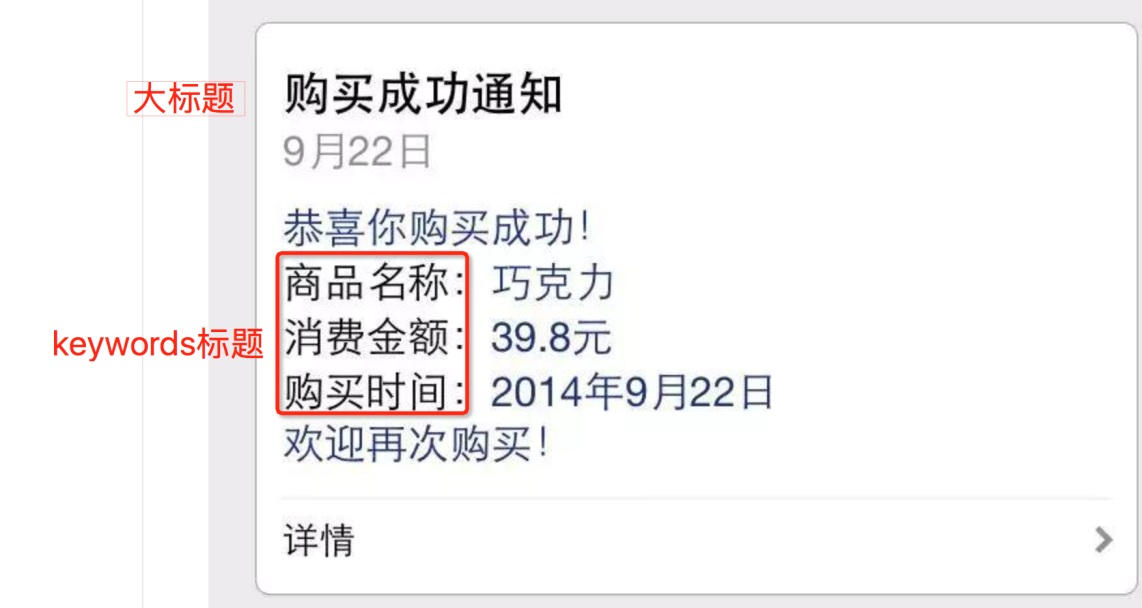 大标题
购买成功通知
9月22日
恭喜你购买成功!
商品名称: 巧克力
keywords标题
消费金额: 39.8元
购买时间: 2014年9月22日
欢迎再次购买!
详情